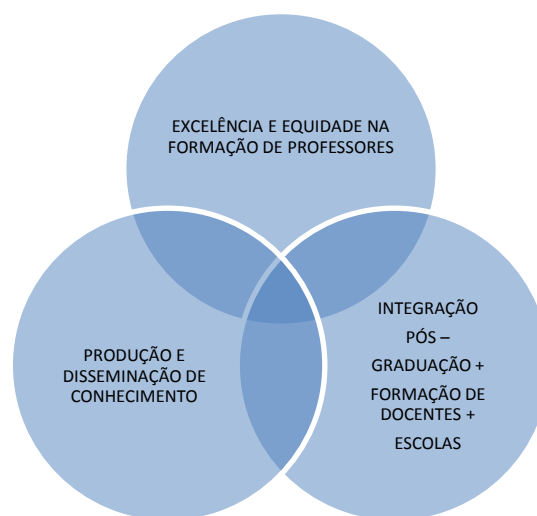 EXCELÊNCIA E EQUIDADE NA
FORMAÇÃO DE PROFESSORES
PRODUÇÃO E
DISSEMINAÇÃO DE
CONHECIMENTO
INTEGRAÇÃO
PÓS –
GRADUAÇÃO +
FORMAÇÃO DE
DOCENTES +
ESCOLAS